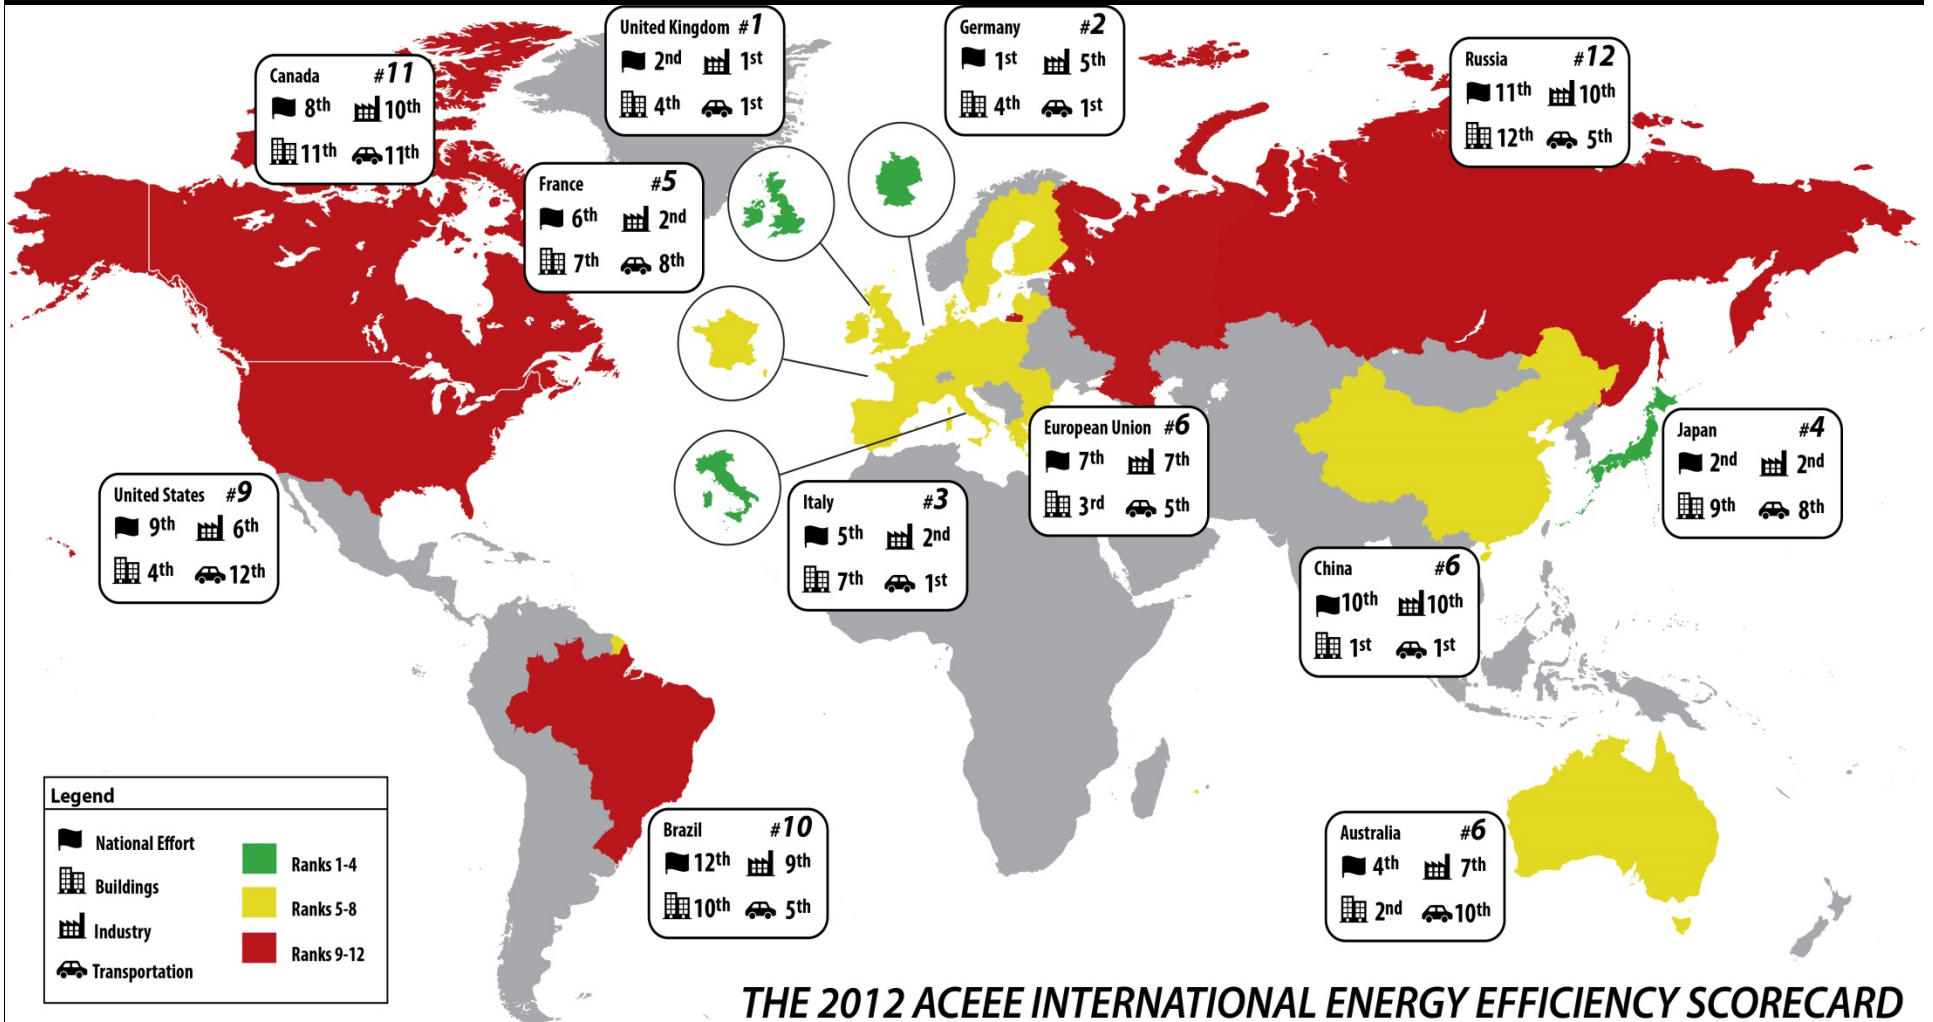 United Kingdom #1
2nd 1st
4th 1st
Germany #2
1st 5th
4th 1st
Russia #12
11th 10th
12th 5th
Canada #11
8th 10th
11th 11th
France #5
6th 2nd
7th 8th
European Union #6
7th 7th
3rd 5th
Japan #4
2nd 2nd
9th 8th
United States #9
9th 6th
4th 12th
Italy #3
5th 2nd
7th 1st
China #6
10th 10th
1st 1st
Brazil #10
12th 9th
10th 5th
Australia #6
4th 7th
2nd 10th
Legend
National Effort
Buildings
Industry
Transportation
Ranks 1-4
Ranks 5-8
Ranks 9-12
THE 2012 ACEEE INTERNATIONAL ENERGY EFFICIENCY SCORECARD